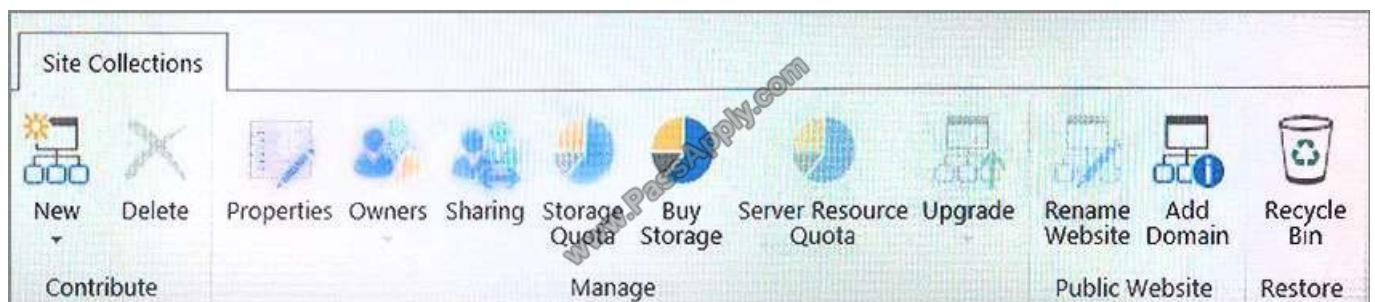 Site Collections
New
Delete
Properties
Owners
Sharing
Storage Quota
Buy Storage
Server Resource Quota
Upgrade
Rename Website
Add Domain
Recycle Bin
Contribute
Manage
Public Website
Restore
www.PassApply.com